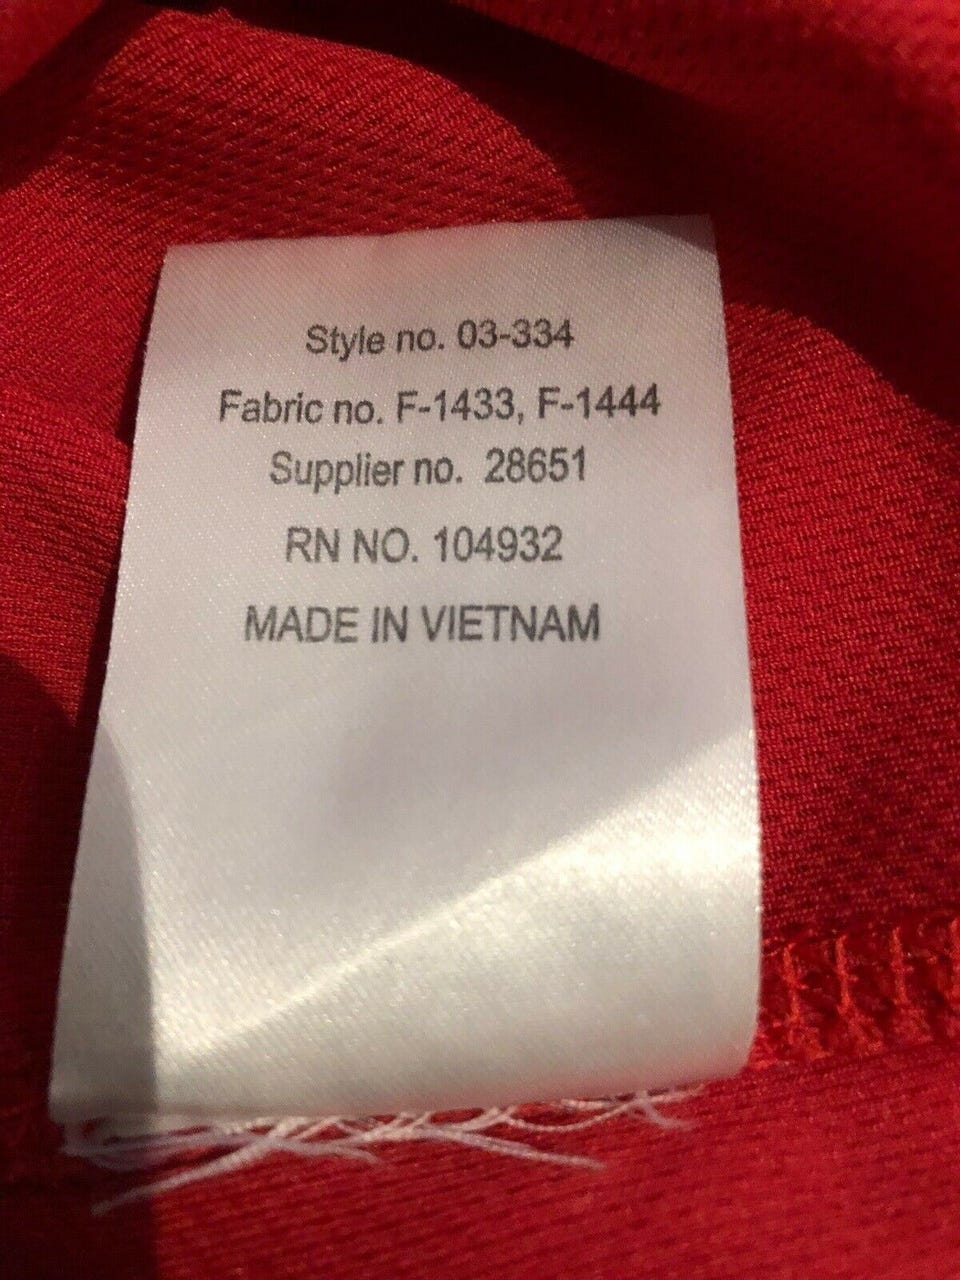 Style no. 03-334
Fabric no. F-1433, F-1444
Supplier no. 28651
RN NO. 104932
MADE IN VIETNAM